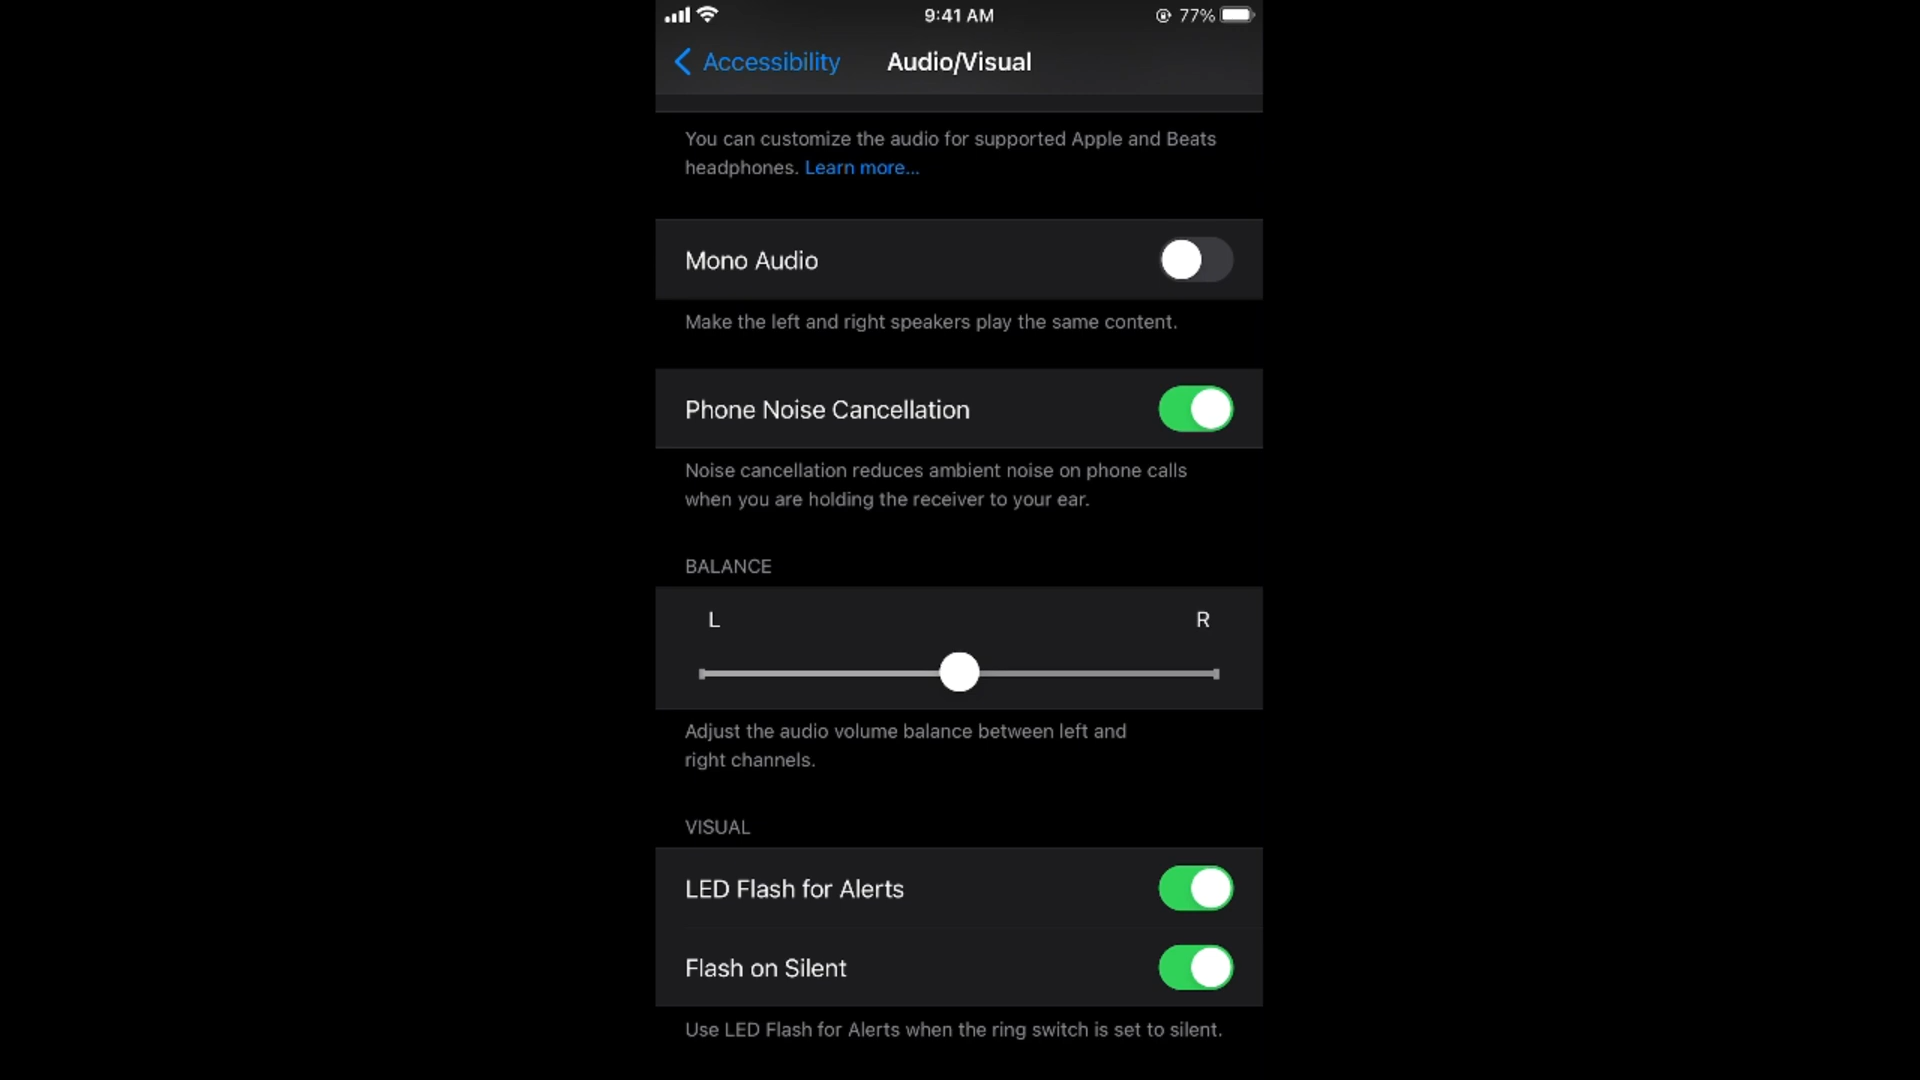 9:41 AM
77%
Accessibility
Audio/Visual
You can customize the audio for supported Apple and Beats
headphones. Learn more...
Mono Audio
Make the left and right speakers play the same content.
Phone Noise Cancellation
Noise cancellation reduces ambient noise on phone calls
when you are holding the receiver to your ear.
BALANCE
L
R
Adjust the audio volume balance between left and
right channels.
VISUAL
LED Flash for Alerts
Flash on Silent
Use LED Flash for Alerts when the ring switch is set to silent.